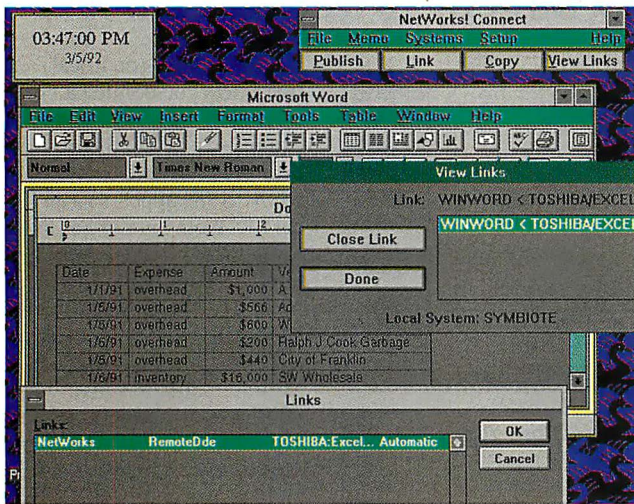 03:47:00 PM
3/5/92
NetWorks! Connect
File Memo Systems Setup Help
Publish Link Copy View Links
Microsoft Word
File Edit View Insert Format Tools Table Window Help
Normal Times New Roman
View Links
Link: WINWORD < TOSHIBA/EXCEL
WINWORD < TOSHIBA/EXCEL
Close Link
Done
Local System: SYMBIOTE
Do
0 1 2
Date Expense Amount
1/1/91 overhead $1,000 A
1/5/91 overhead $566
1/5/91 overhead $600 W
1/5/91 overhead $200 Ralph J Cook Garbage
1/5/91 overhead $440 City of Franklin
1/6/91 inventory $16,000 SW Wholesale
Links
Links:
NetWorks RemoteDde TOSHIBA:Excel... Automatic
OK
Cancel